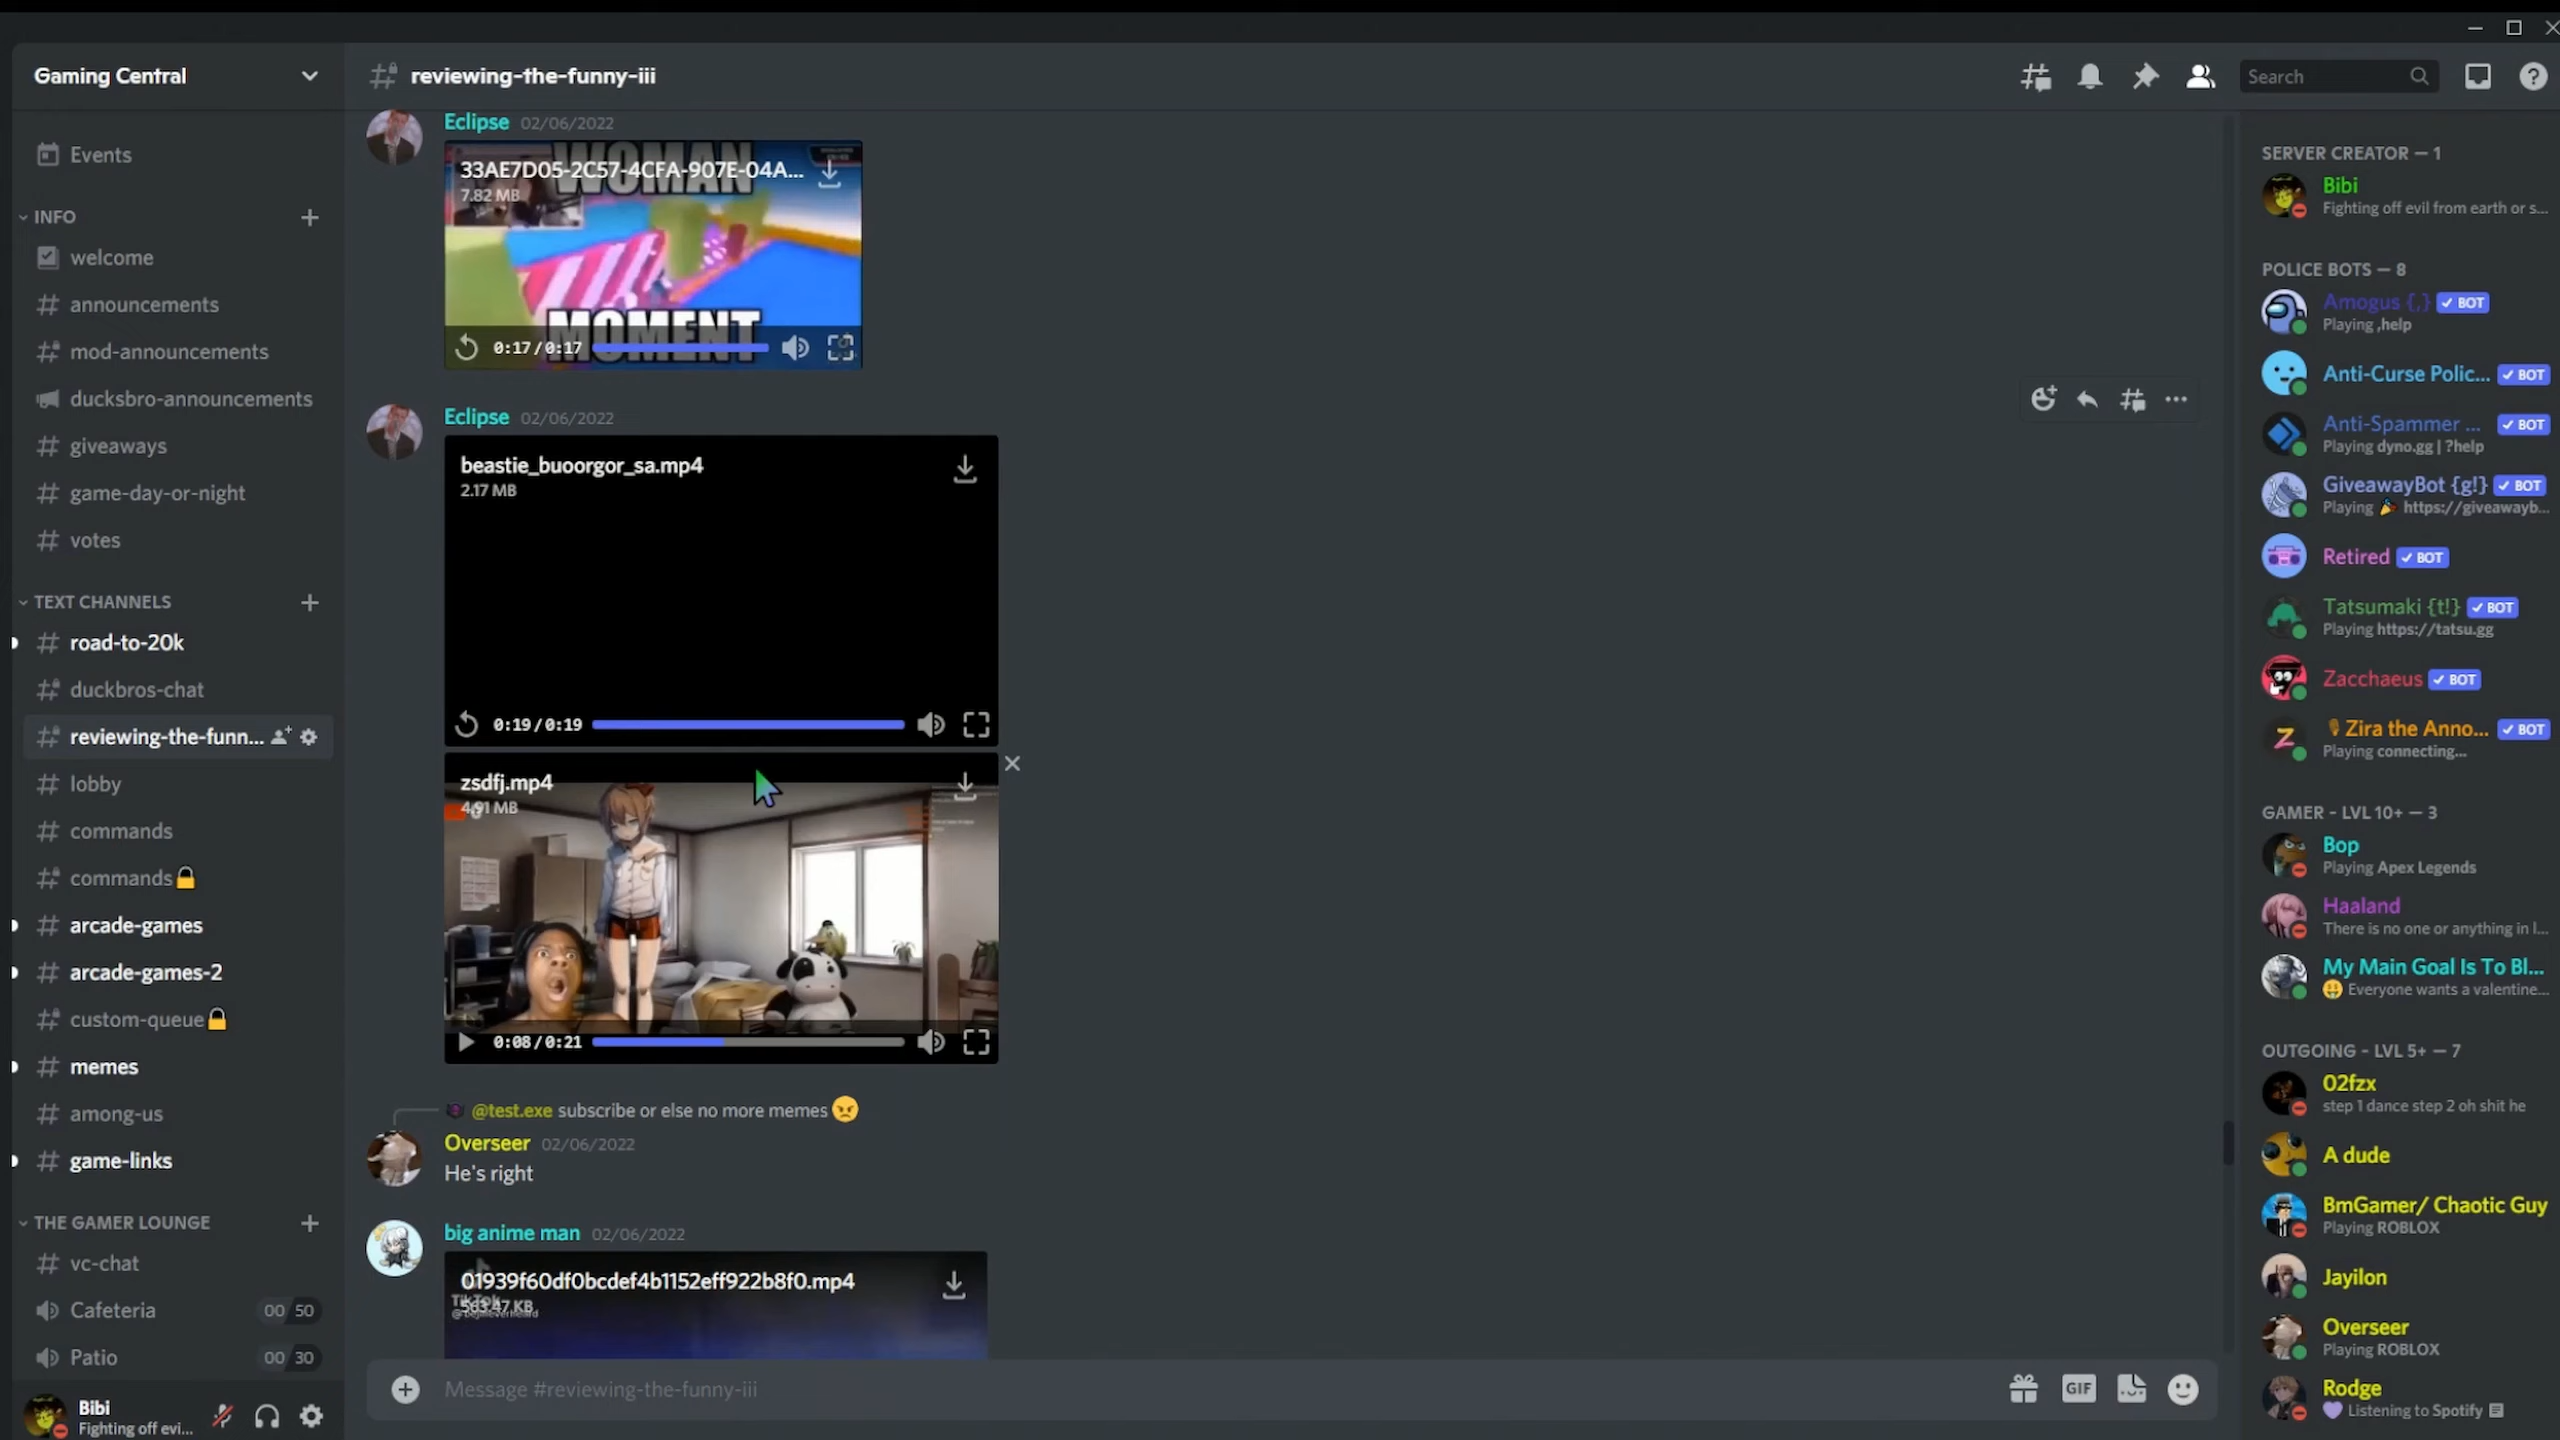 Gaming Central
Events
INFO
welcome
announcements
mod-announcements
ducksbro-announcements
giveaways
game-day-or-night
votes
TEXT CHANNELS
road-to-20k
duckbros-chat
reviewing-the-funn...
lobby
commands
commands🔒
arcade-games
arcade-games-2
custom-queue🔒
memes
among-us
game-links
THE GAMER LOUNGE
vc-chat
Cafeteria 00 50
Patio 00 30
Bibi
Fighting off evi...
reviewing-the-funny-iii
Search
Eclipse 02/06/2022
WOMAN
33AE7D05-2C57-4CFA-907E-04A...
7.82 MB
MOMENT
0:17/0:17
Eclipse 02/06/2022
beastie_buoorgor_sa.mp4
2.17 MB
0:19/0:19
zsdfj.mp4
4.91 MB
0:08/0:21
@test.exe subscribe or else no more memes 😠
Overseer 02/06/2022
He's right
big anime man 02/06/2022
01939f60df0bcdef4b1152eff922b8f0.mp4
563.47 KB
TikTok
Message #reviewing-the-funny-iii
GIF
SERVER CREATOR — 1
Bibi
Fighting off evil from earth or s...
POLICE BOTS — 8
Amogus {,} ✓ BOT
Playing ,help
Anti-Curse Polic... ✓ BOT
Anti-Spammer ... ✓ BOT
Playing dyno.gg | ?help
GiveawayBot {g!} ✓ BOT
Playing 🎉 https://giveawayb...
Retired ✓ BOT
Tatsumaki {t!} ✓ BOT
Playing https://tatsu.gg
Zacchaeus ✓ BOT
Zira the Anno... ✓ BOT
Playing connecting...
GAMER - LVL 10+ — 3
Bop
Playing Apex Legends
Haaland
There is no one or anything in l...
My Main Goal Is To Bl...
🤑 Everyone wants a valentine...
OUTGOING - LVL 5+ — 7
02fzx
step 1 dance step 2 oh shit he
A dude
BmGamer/ Chaotic Guy
Playing ROBLOX
Jayilon
Overseer
Playing ROBLOX
Rodge
💜 Listening to Spotify